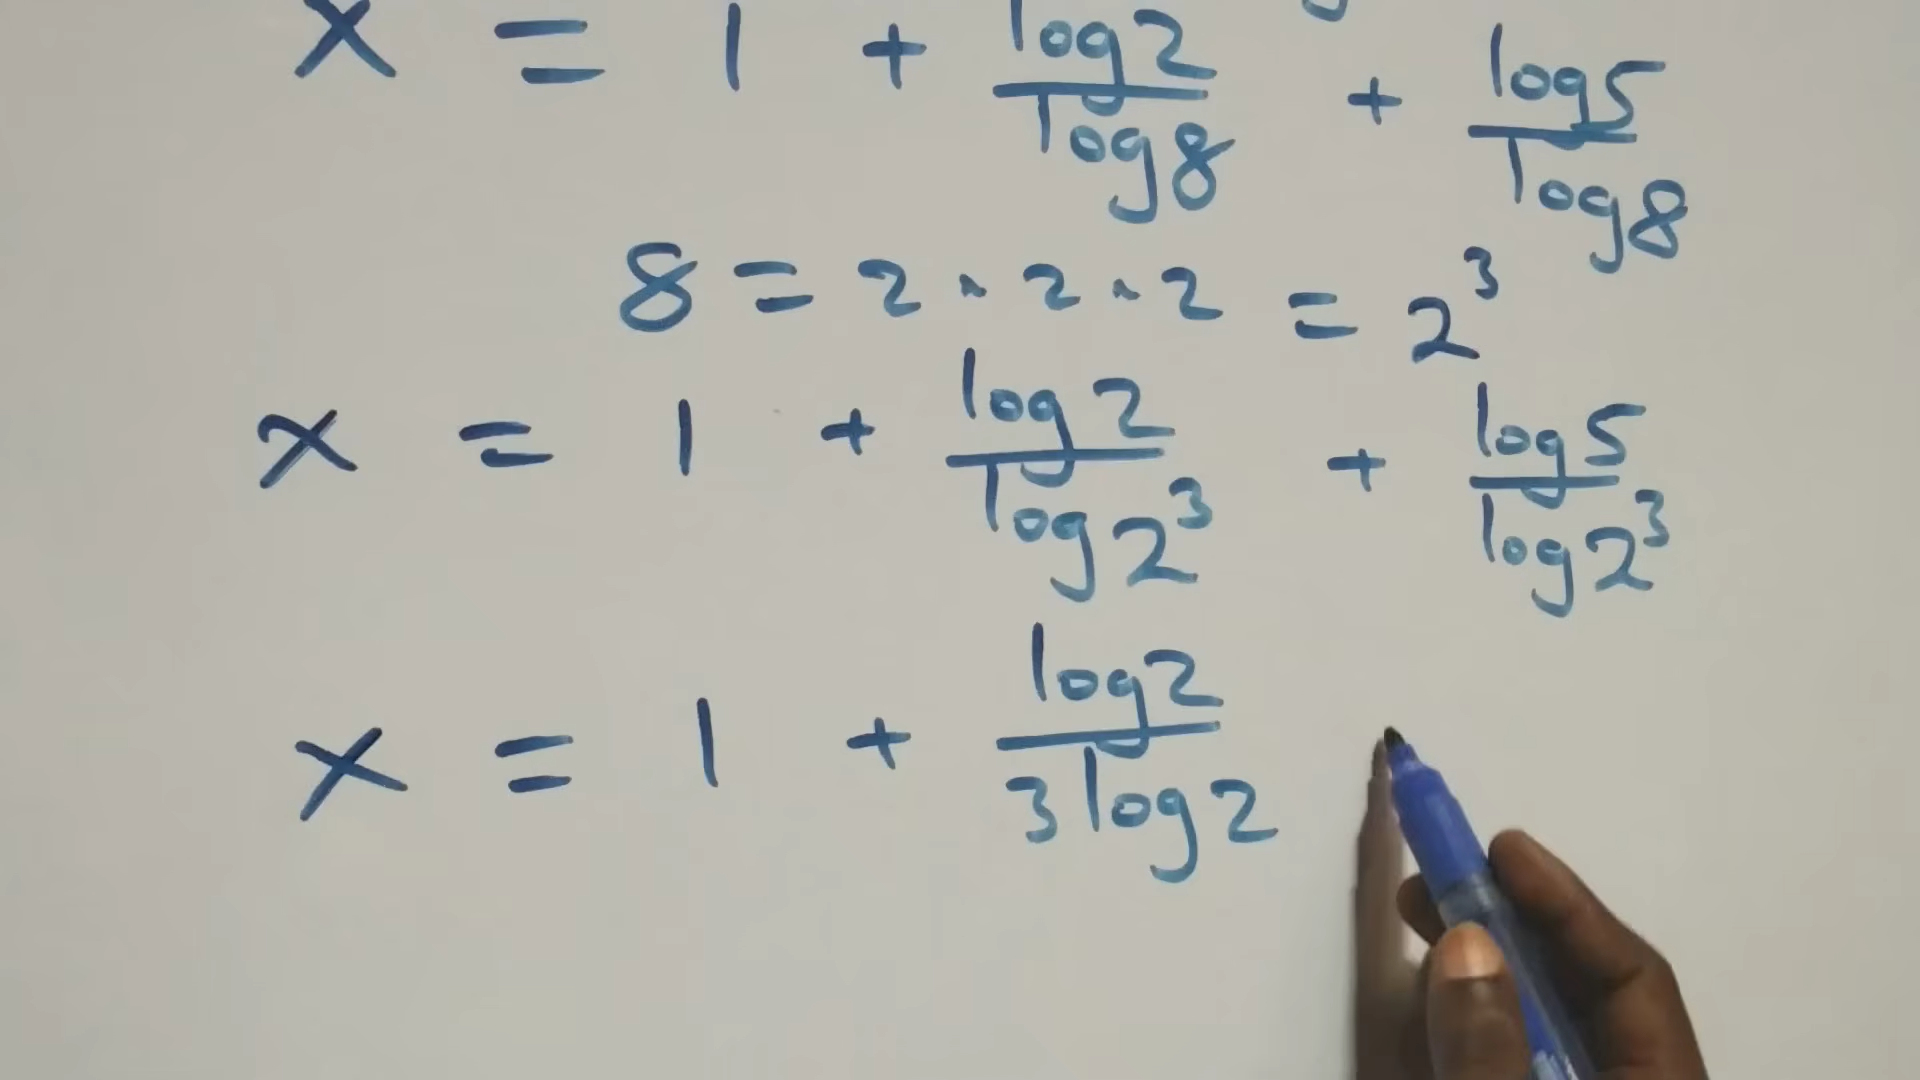 x = 1 + log2/log8 + log5/log8
8 = 2 · 2 · 2 = 2³
x = 1 + log2/log2³ + log5/log2³
x = 1 + log2/3log2